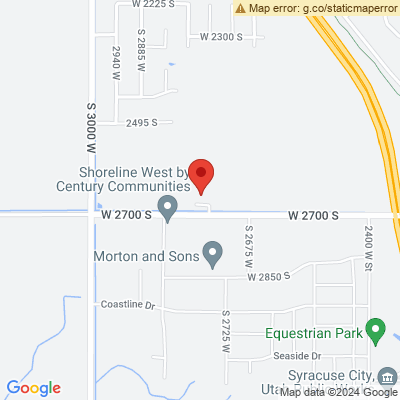 W 2225 S
Map error: g.co/staticmaperror
W 2300 S
S 2885 W
2940 W
S 3000 W
2495 S
Shoreline West by
Century Communities
W 2700 S
W 2700 S
S 2675 W
2400 W St
Morton and Sons
W 2850 S
Coastline Dr
S 2725 W
Equestrian Park
Seaside Dr
Syracuse City,
Utah Public Works
Google
Map data ©2024 Google